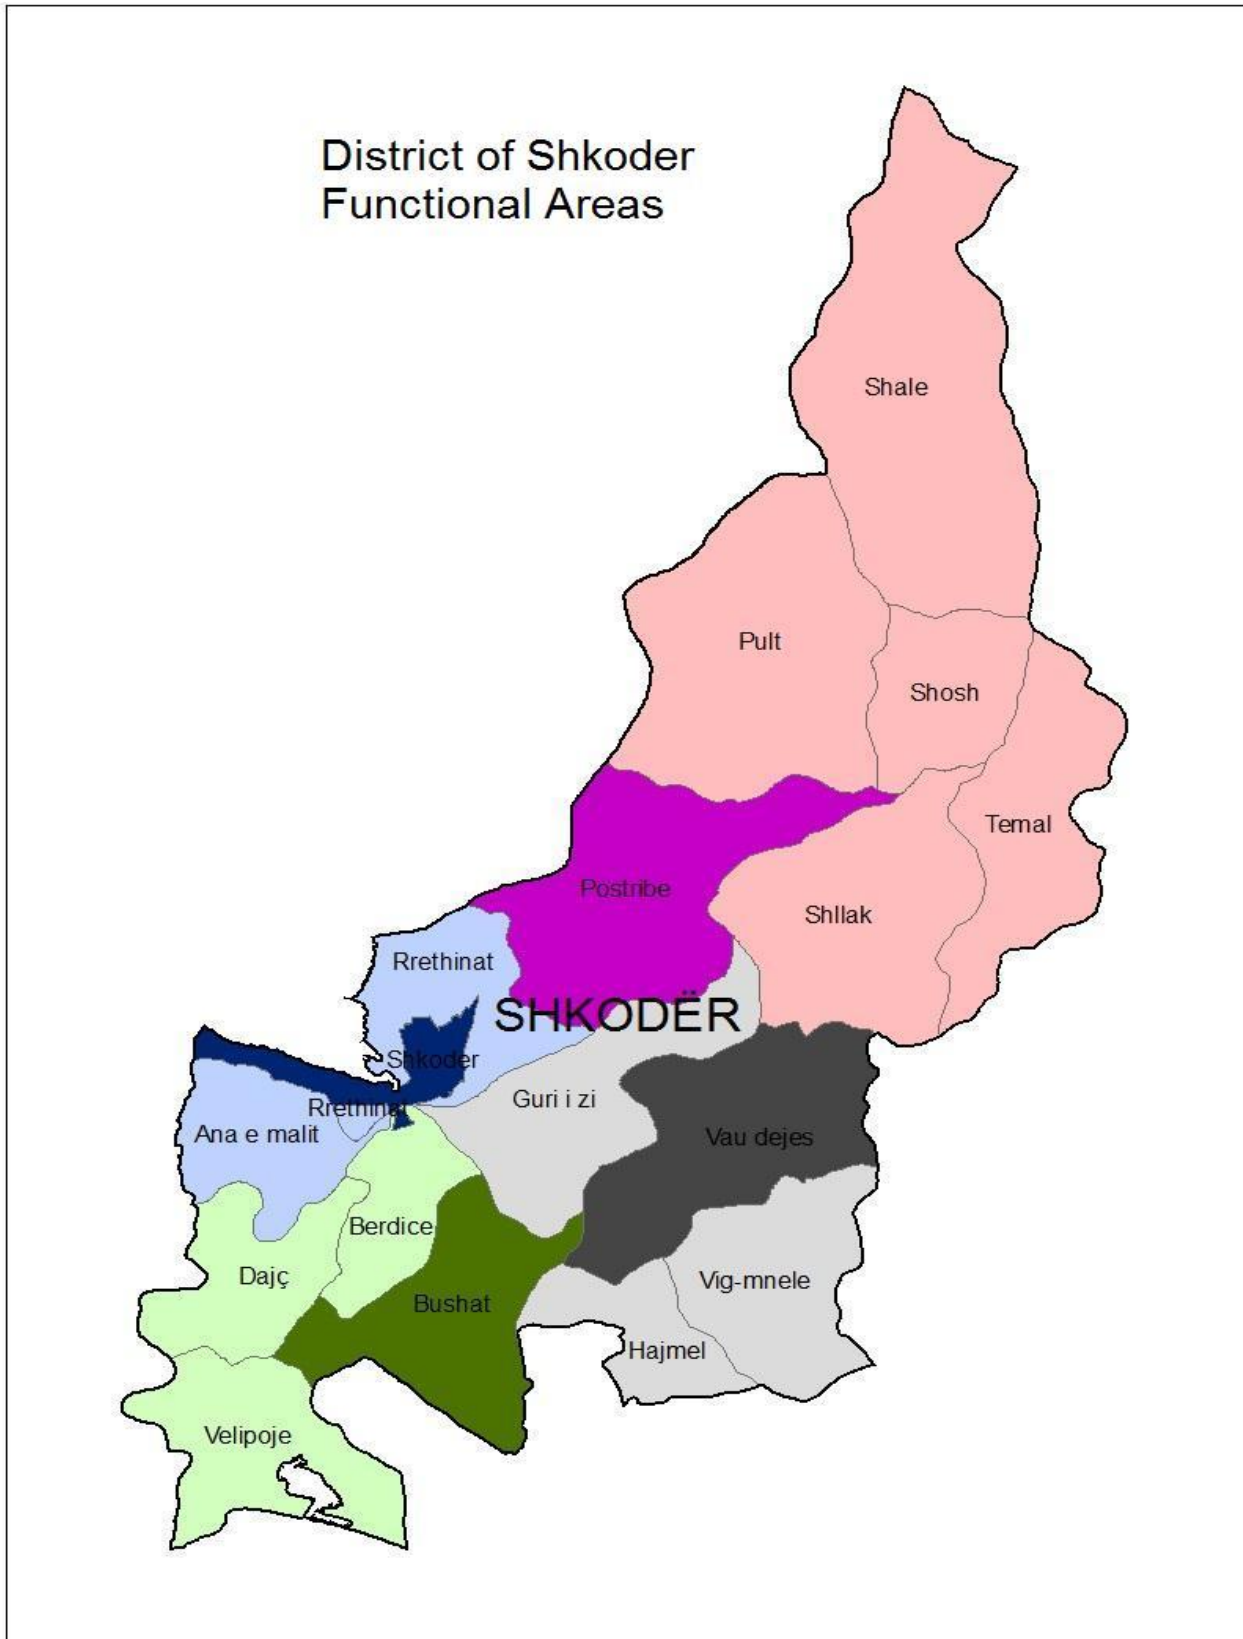 District of Shkoder
Functional Areas
Shale
Pult
Shosh
Temal
Postribe
Shllak
Rrethinat
SHKODËR
Shkoder
Guri i zi
Rrethinat
Ana e malit
Vau dejes
Berdice
Dajç
Vig-mnele
Bushat
Hajmel
Velipoje